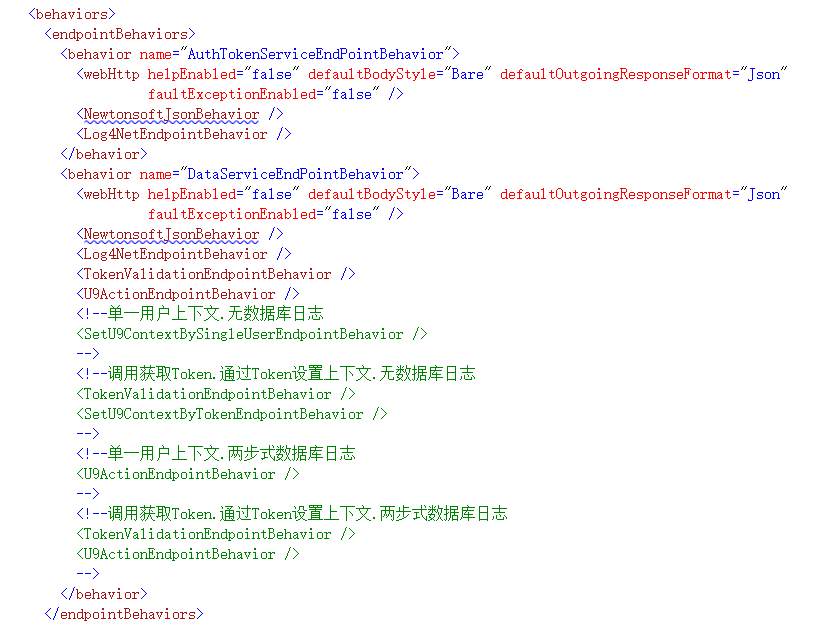 <behaviors>
<endpointBehaviors>
<behavior name="AuthTokenServiceEndPointBehavior">
<webHttp helpEnabled="false" defaultBodyStyle="Bare" defaultOutgoingResponseFormat="Json"
faultExceptionEnabled="false" />
<NewtonsoftJsonBehavior />
<Log4NetEndpointBehavior />
</behavior>
<behavior name="DataServiceEndPointBehavior">
<webHttp helpEnabled="false" defaultBodyStyle="Bare" defaultOutgoingResponseFormat="Json"
faultExceptionEnabled="false" />
<NewtonsoftJsonBehavior />
<Log4NetEndpointBehavior />
<TokenValidationEndpointBehavior />
<U9ActionEndpointBehavior />
<!--单一用户上下文.无数据库日志
<SetU9ContextBySingleUserEndpointBehavior />
-->
<!--调用获取Token.通过Token设置上下文.无数据库日志
<TokenValidationEndpointBehavior />
<SetU9ContextByTokenEndpointBehavior />
-->
<!--单一用户上下文.两步式数据库日志
<U9ActionEndpointBehavior />
-->
<!--调用获取Token.通过Token设置上下文.两步式数据库日志
<TokenValidationEndpointBehavior />
<U9ActionEndpointBehavior />
-->
</behavior>
</endpointBehaviors>